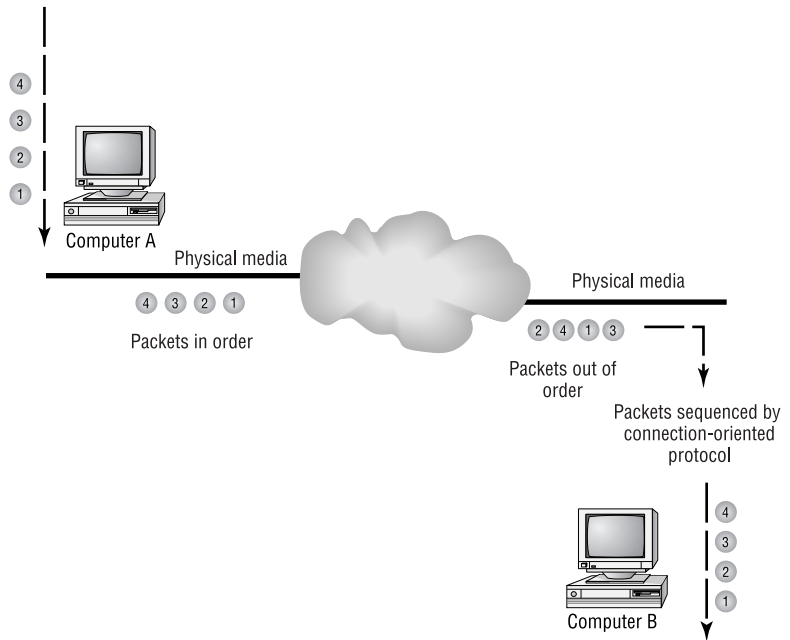 4
3
2
1
Computer A
Physical media
4 3 2 1
Packets in order
Physical media
2 4 1 3
Packets out of
order
Packets sequenced by
connection-oriented
protocol
4
3
2
1
Computer B